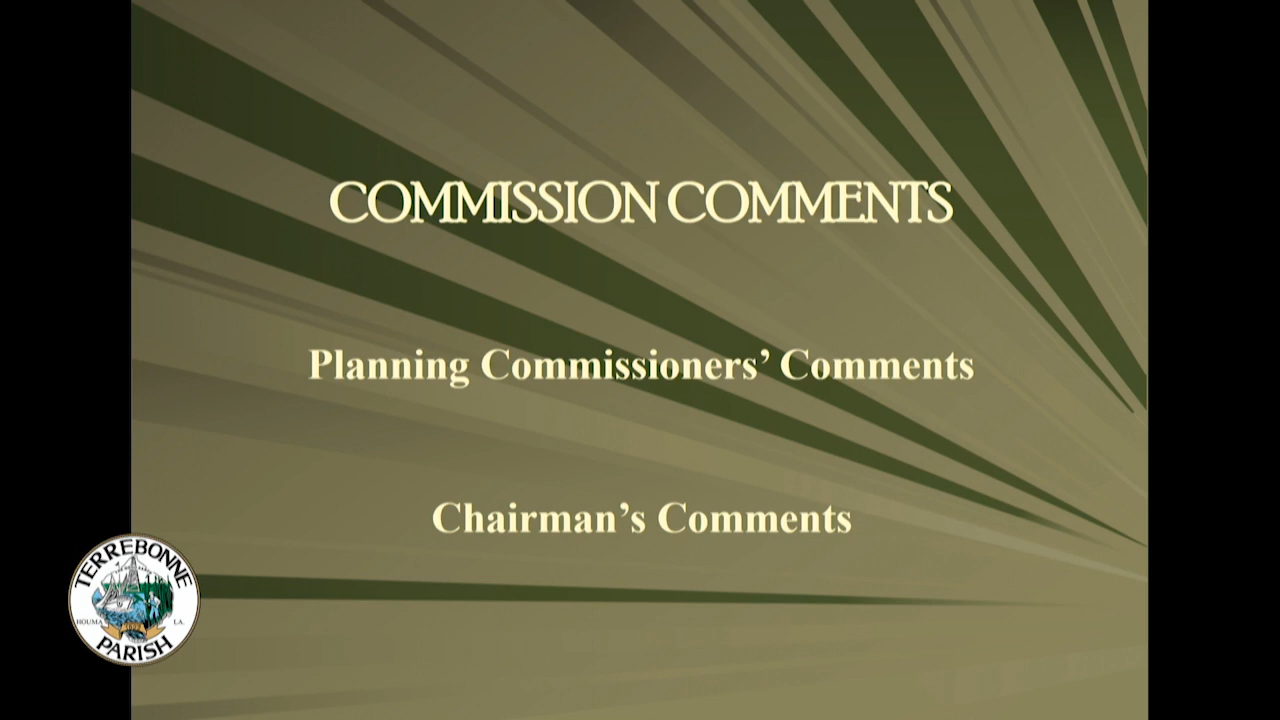 COMMISSION COMMENTS
Planning Commissioners’ Comments
Chairman’s Comments
TERREBONNE
HOUMA LA.
PARISH